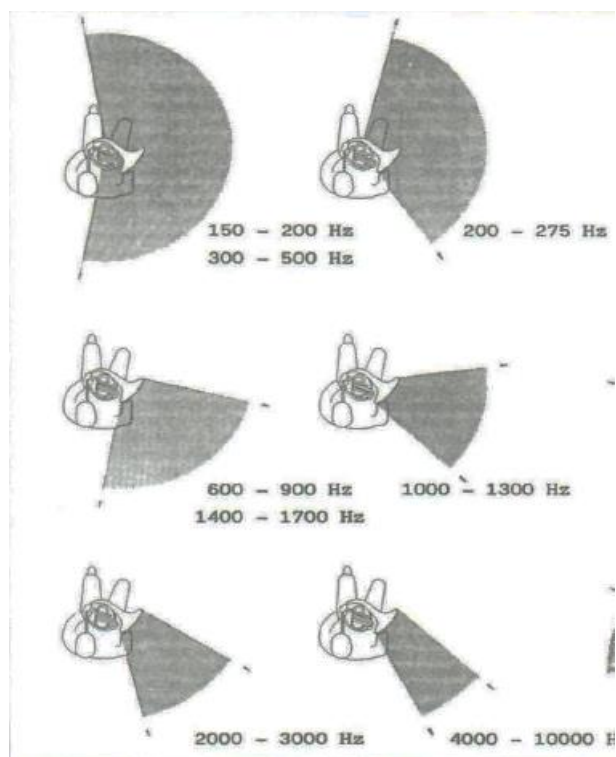 150 – 200 Hz
300 – 500 Hz
200 – 275 Hz
600 – 900 Hz
1400 – 1700 Hz
1000 – 1300 Hz
2000 – 3000 Hz
4000 – 10000 H